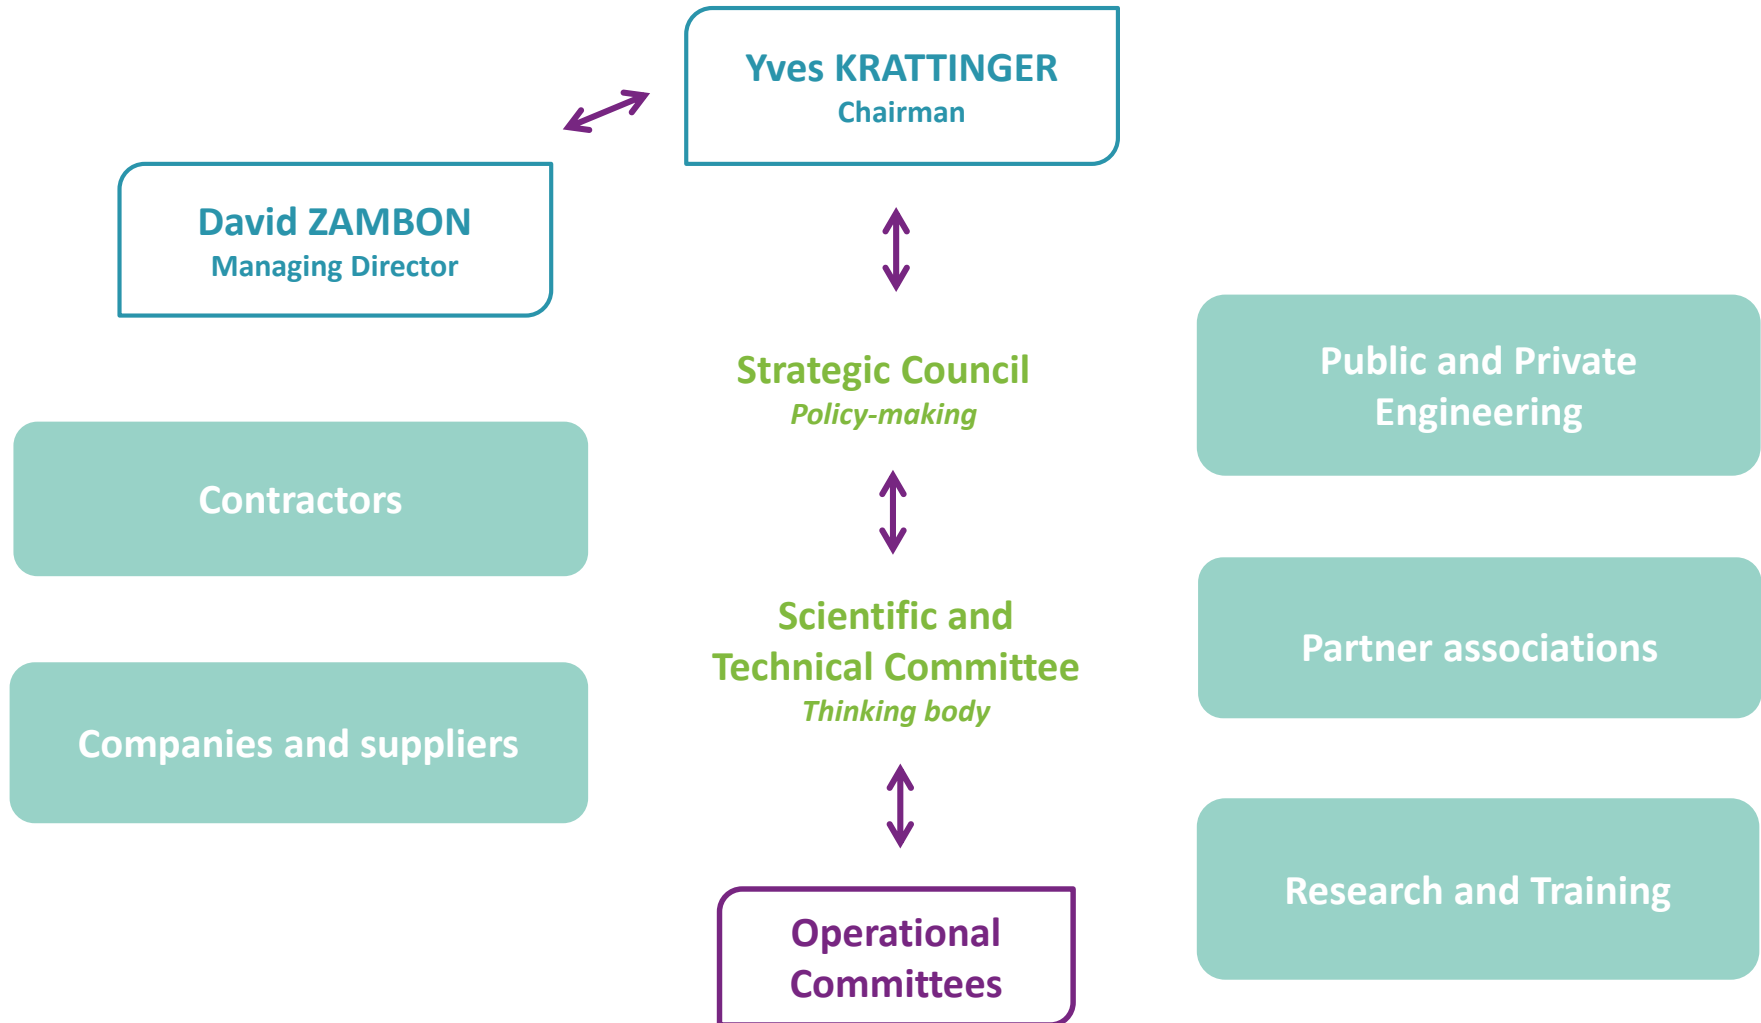 Yves KRATTINGER
Chairman
David ZAMBON
Managing Director
Strategic Council
Policy-making
Public and Private
Engineering
Contractors
Scientific and
Technical Committee
Thinking body
Partner associations
Companies and suppliers
Research and Training
Operational
Committees